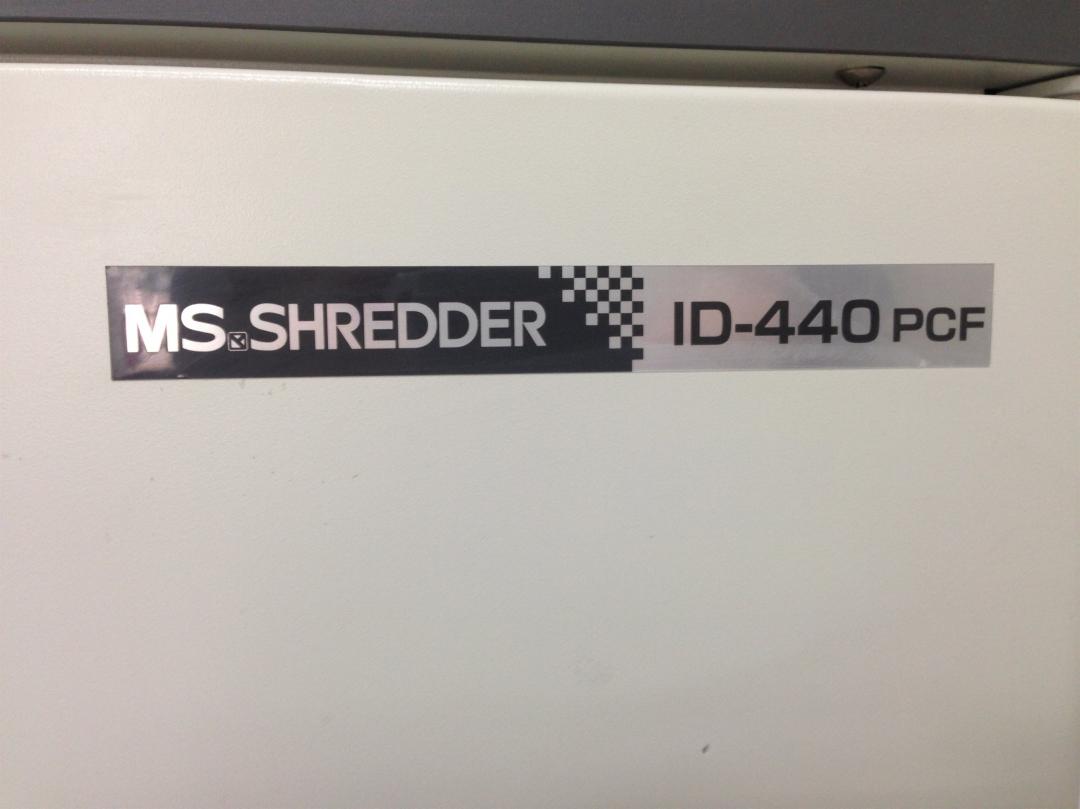 MS SHREDDER ID-440 PCF